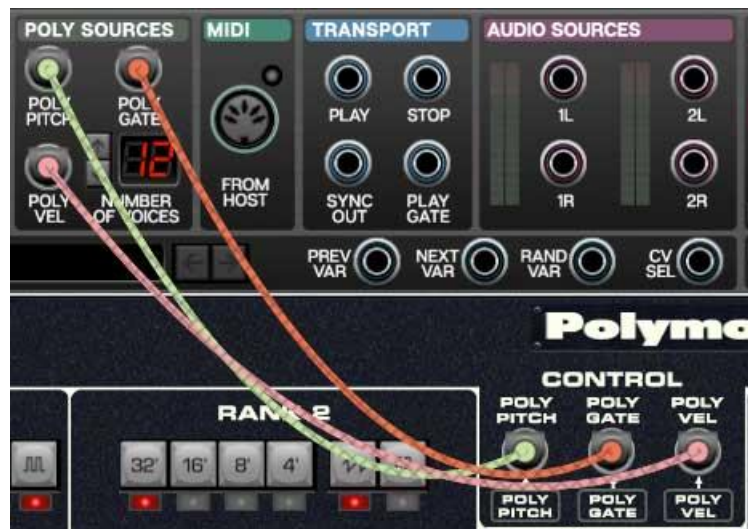 POLY SOURCES
MIDI
TRANSPORT
AUDIO SOURCES
POLY
PITCH
POLY
GATE
PLAY
STOP
1L
2L
12
POLY
VEL
NUMBER
OF VOICES
FROM
HOST
SYNC
OUT
PLAY
GATE
1R
2R
PREV
VAR
NEXT
VAR
RAND
VAR
CV
SEL
Polymo
CONTROL
RANK 2
POLY
PITCH
POLY
GATE
POLY
VEL
32'
16'
8'
4'
POLY
PITCH
POLY
GATE
POLY
VEL